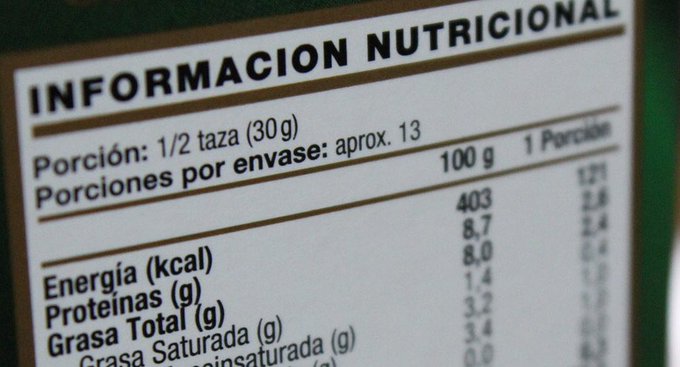 INFORMACION NUTRICIONAL
Porción: 1/2 taza (30g)
Porciones por envase: aprox. 13
100 g 1 Porción
Energía (kcal) 403 121
Proteínas (g) 8,7 2,6
Grasa Total (g) 8,0 2,4
Grasa Saturada (g) 1,4
(g) 3,2
3,4
0,0